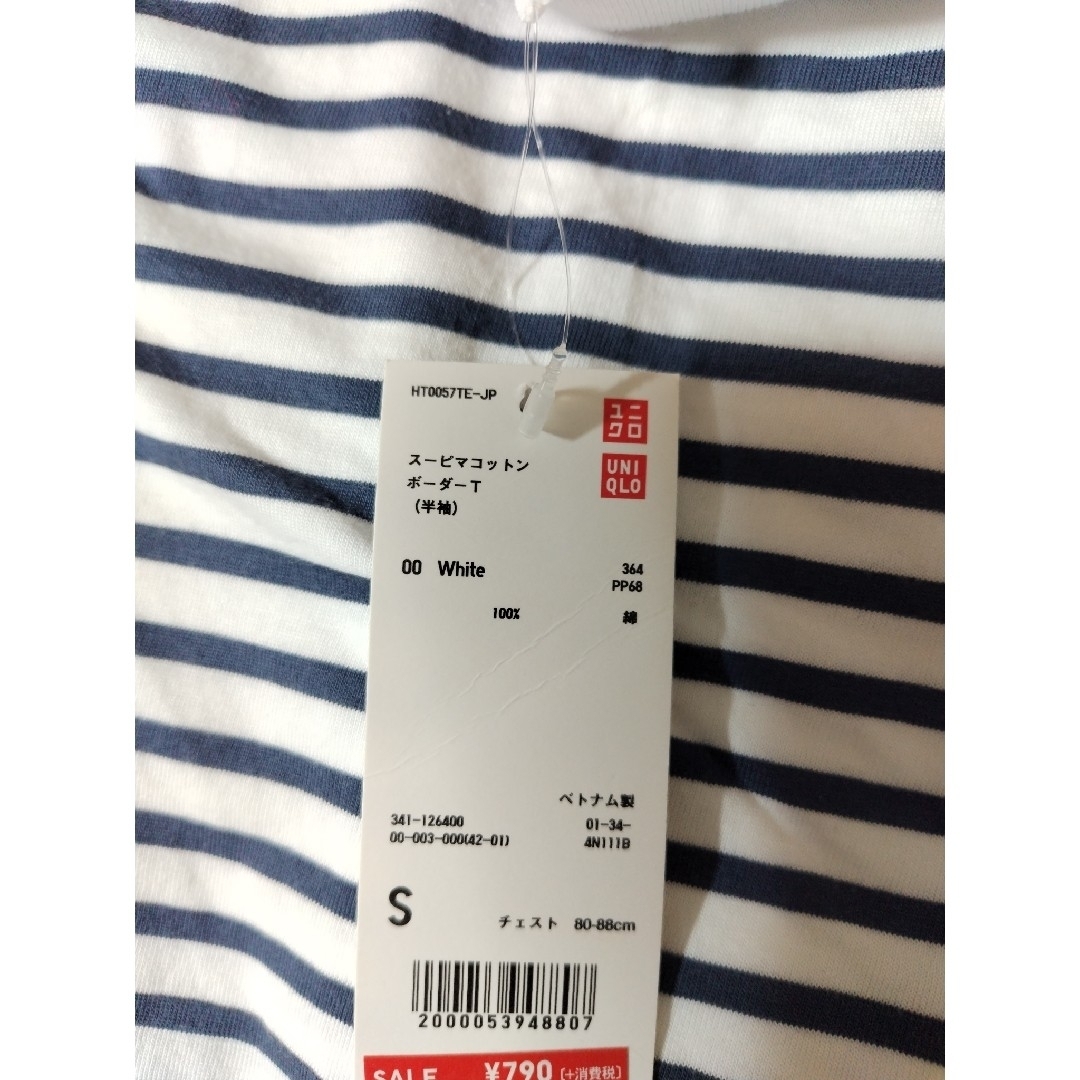 HT0057TE-JP
ユニ
クロ
UNI
QLO
スーピマコットン
ボーダーT
(半袖)
00 White
364
PP68
100% 綿
ベトナム製
341-126400
01-34-
00-003-000(42-01)
4N111B
S
チェスト 80-88cm
2000053948807
SALE ¥790 [+消費税]